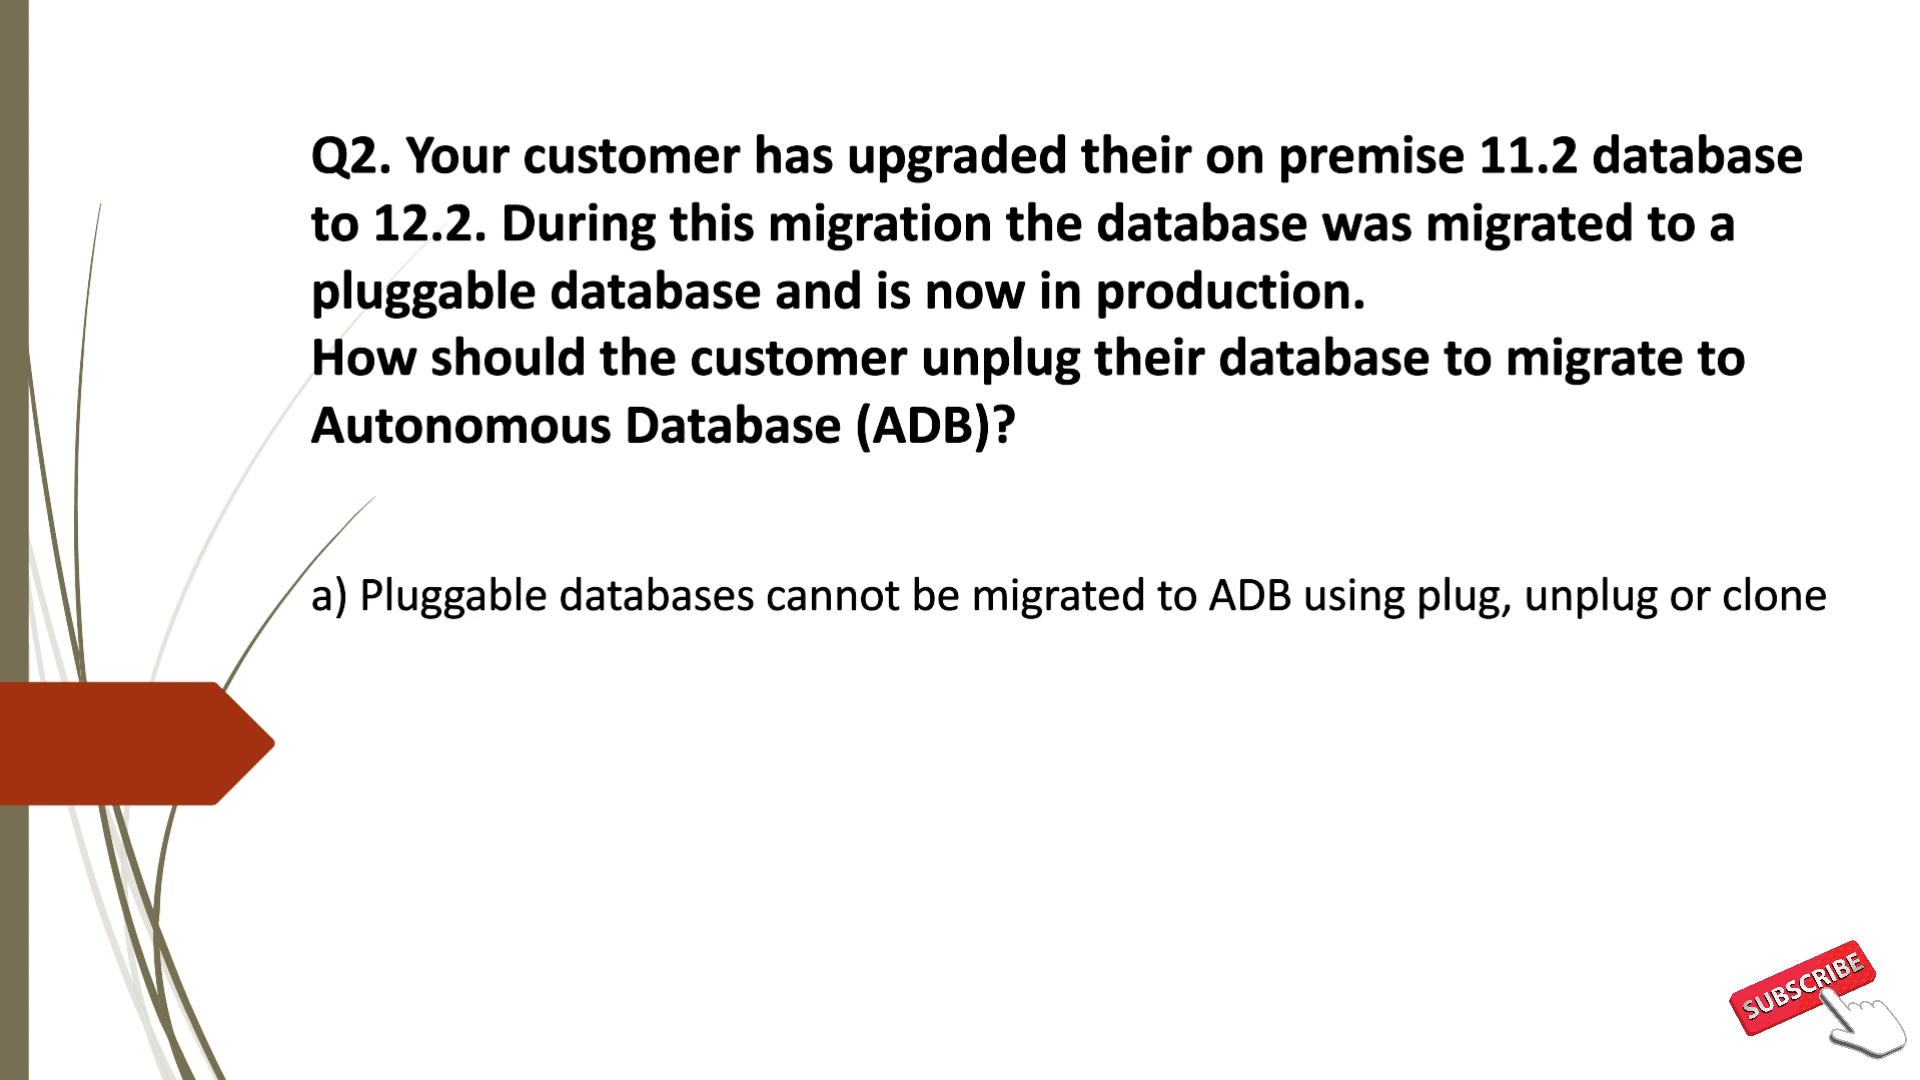 Q2. Your customer has upgraded their on premise 11.2 database
to 12.2. During this migration the database was migrated to a
pluggable database and is now in production.
How should the customer unplug their database to migrate to
Autonomous Database (ADB)?
a) Pluggable databases cannot be migrated to ADB using plug, unplug or clone
SUBSCRIBE